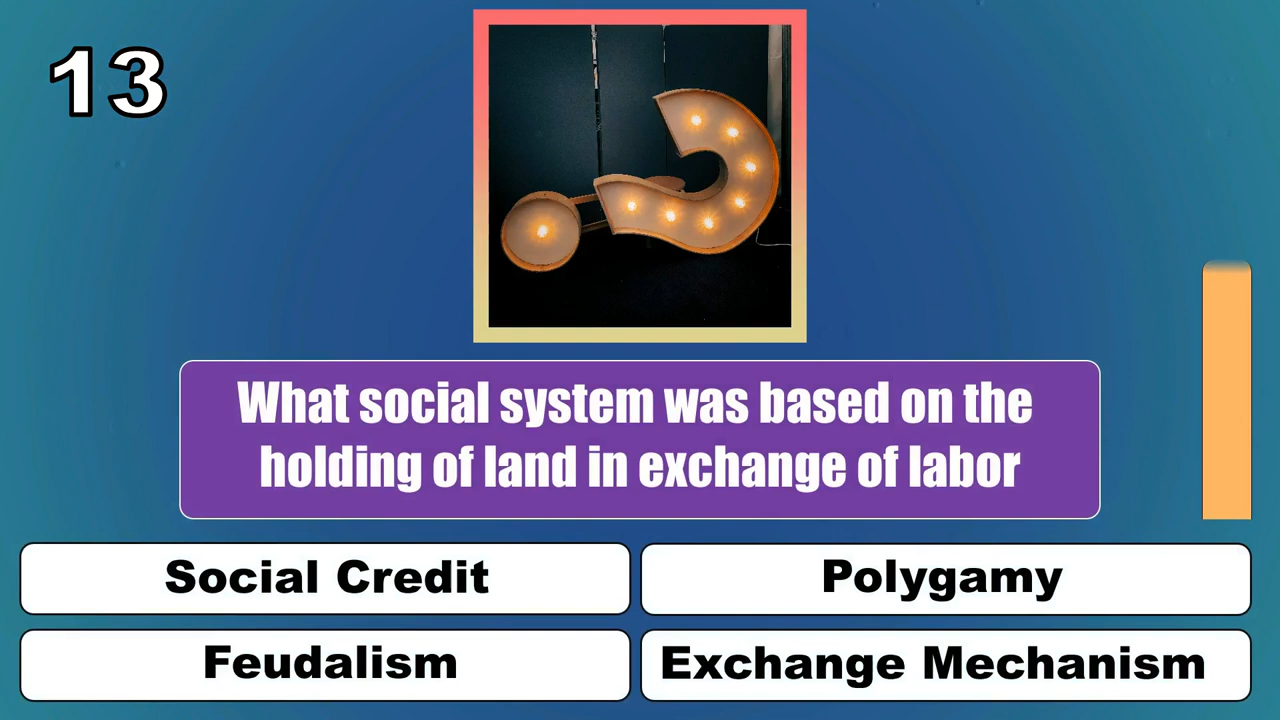 13
What social system was based on the
holding of land in exchange of labor
Social Credit
Polygamy
Feudalism
Exchange Mechanism